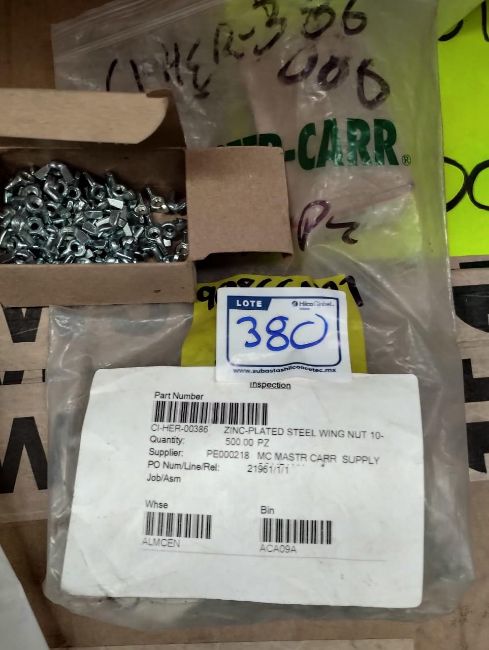 CI-HER-386
000
-CARR®
Pz
LOTE
HilcoGlobal
380
www.subastashilcoacetec.mx
Inspection
Part Number
CI-HER-00386 ZINC-PLATED STEEL WING NUT 10-
Quantity: 500.00 PZ
Supplier: PE000218 MC MASTR CARR SUPPLY
PO Num/Line/Rel: 21961/1/1
Job/Asm
Whse
Bin
ALMCEN
ACA09A